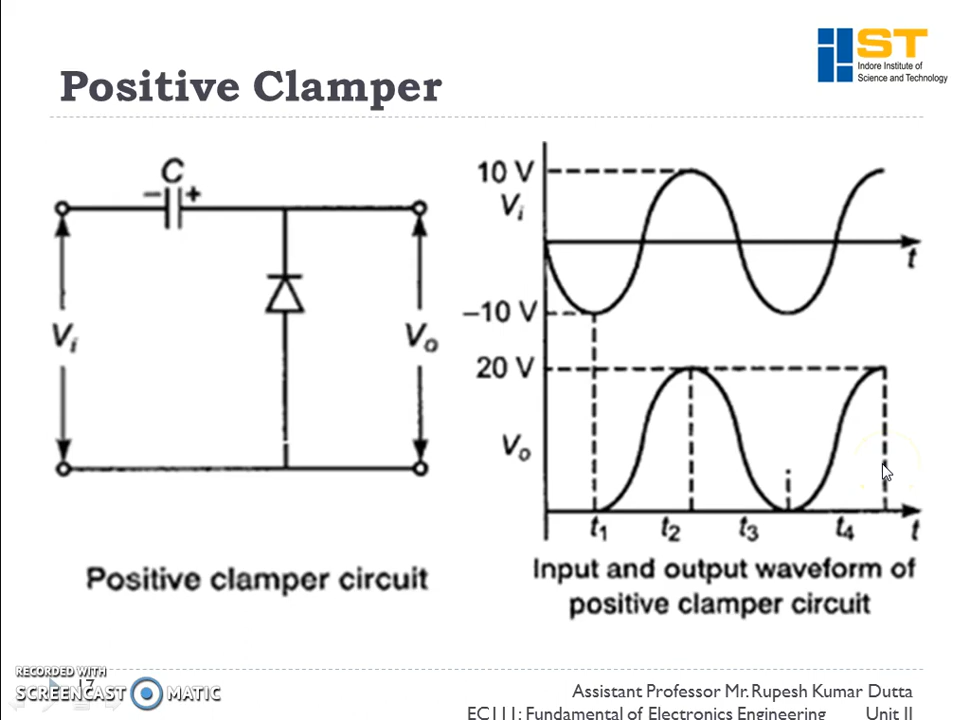 Positive Clamper
IIST
Indore Institute of
Science and Technology
C
− +
Vi
Vo
Positive clamper circuit
10 V
Vi
t
−10 V
20 V
Vo
t1 t2 t3 t4 t
Input and output waveform of
positive clamper circuit
RECORDED WITH
17
SCREENCAST MATIC
Assistant Professor Mr. Rupesh Kumar Dutta
EC111: Fundamental of Electronics Engineering Unit II